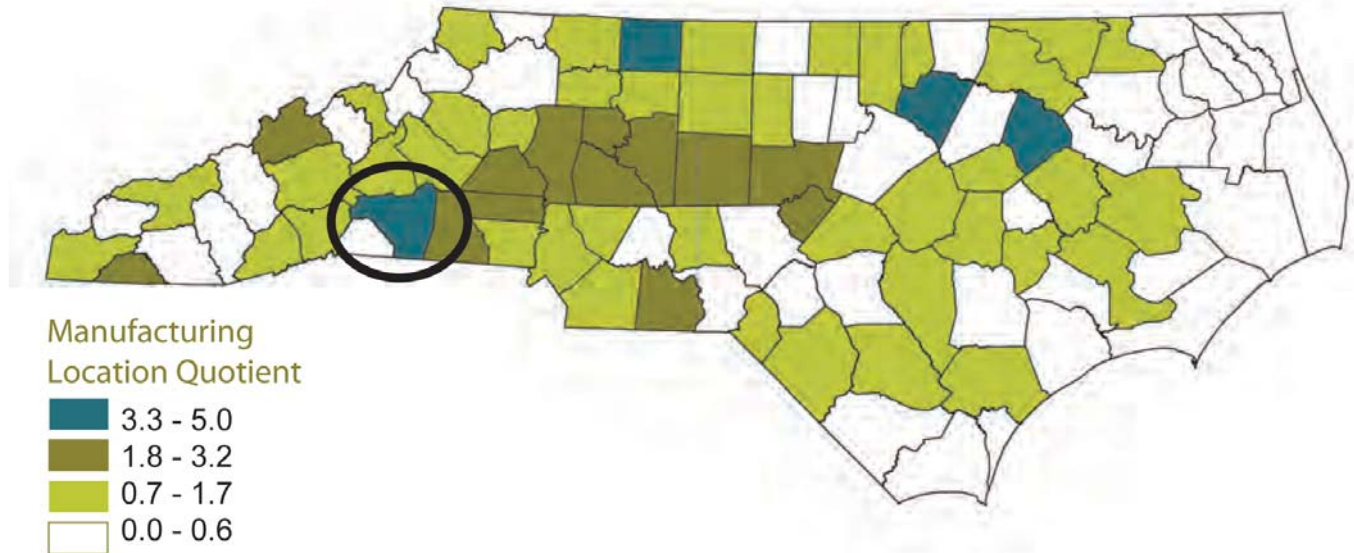 Manufacturing
Location Quotient
3.3 - 5.0
1.8 - 3.2
0.7 - 1.7
0.0 - 0.6